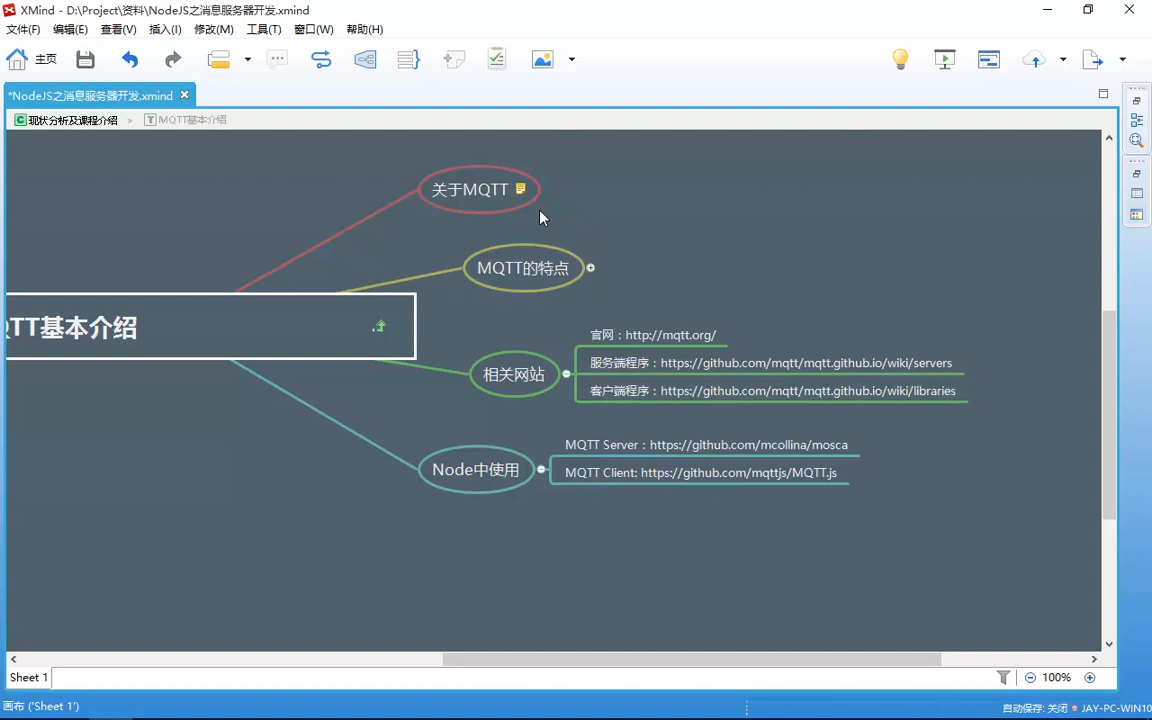 XMind - D:\Project\资料\NodeJS之消息服务器开发.xmind
文件(F) 编辑(E) 查看(V) 插入(I) 修改(M) 工具(T) 窗口(W) 帮助(H)
主页
*NodeJS之消息服务器开发.xmind
现状分析及课程介绍 > MQTT基本介绍
关于MQTT
MQTT的特点
QTT基本介绍
官网：http://mqtt.org/
服务端程序：https://github.com/mqtt/mqtt.github.io/wiki/servers
相关网站
客户端程序：https://github.com/mqtt/mqtt.github.io/wiki/libraries
MQTT Server：https://github.com/mcollina/mosca
Node中使用
MQTT Client: https://github.com/mqttjs/MQTT.js
Sheet 1
100%
画布 ('Sheet 1')
自动保存: 关闭
JAY-PC-WIN10